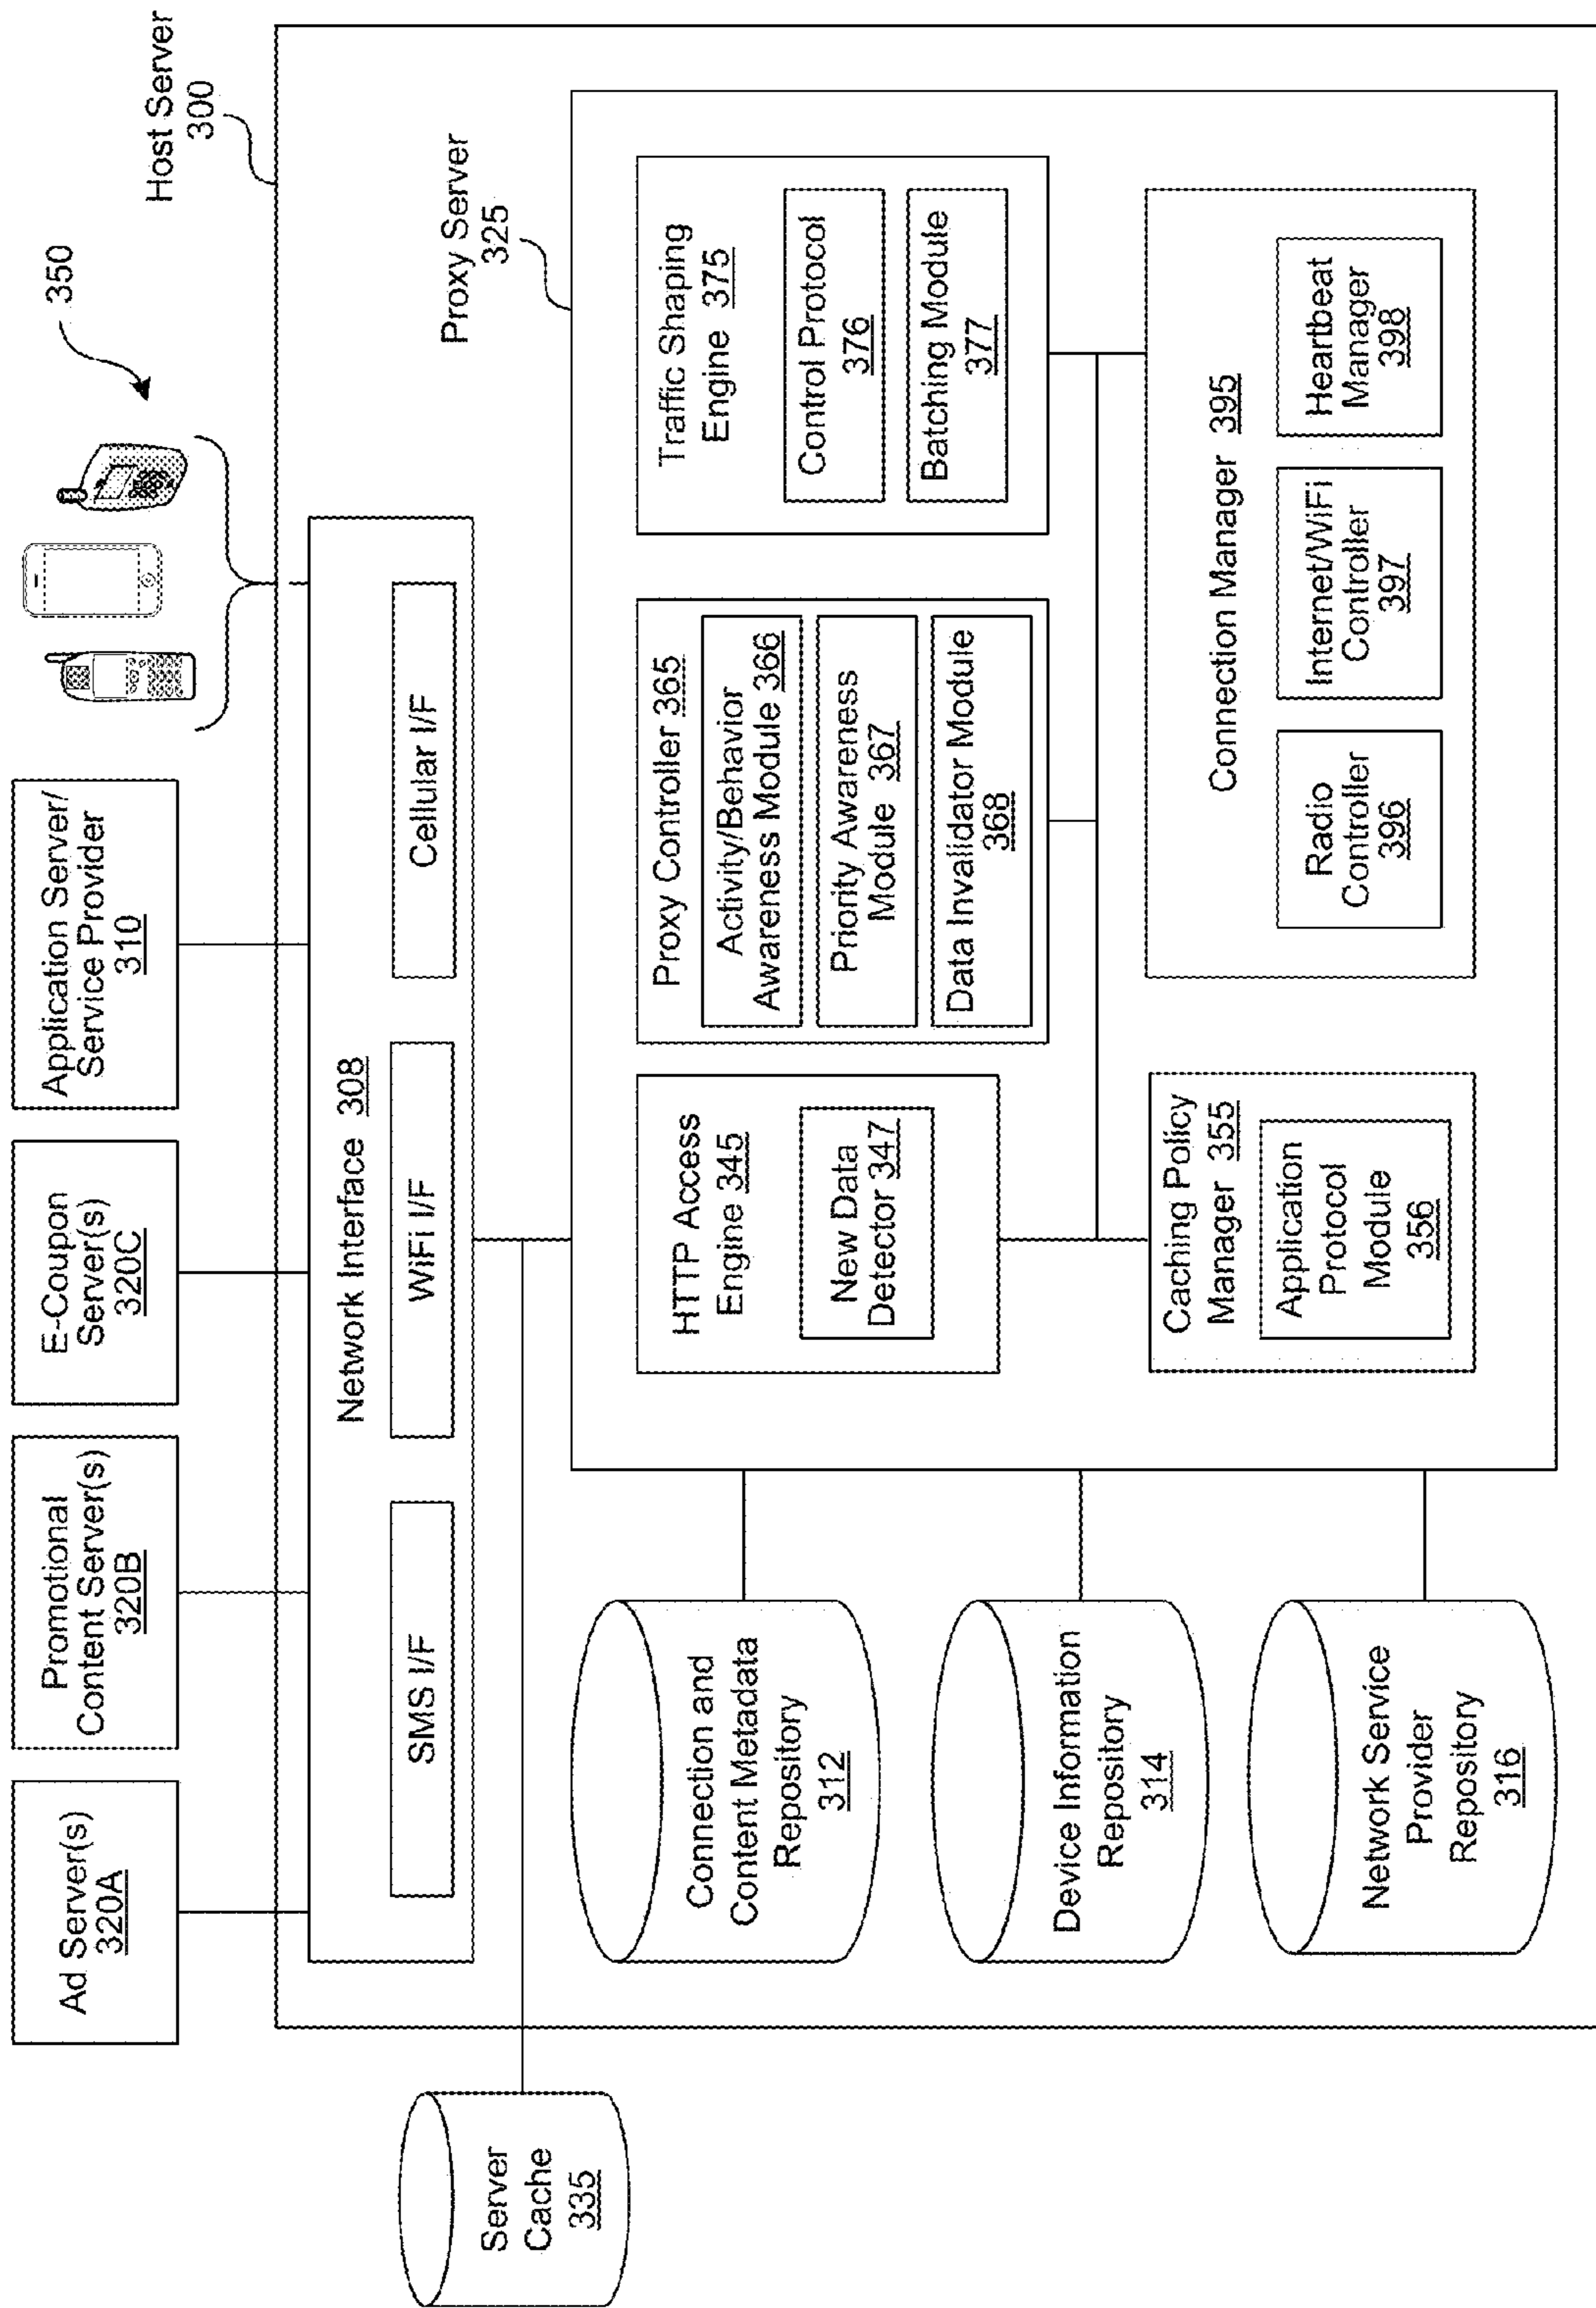 Ad Server(s)
320A
Promotional
Content Server(s)
320B
E-Coupon
Server(s)
320C
Application Server/
Service Provider
310
350
Host Server
300
Network Interface 308
SMS I/F
WiFi I/F
Cellular I/F
Server
Cache
335
Proxy Server
325
Connection and
Content Metadata
Repository
312
Device Information
Repository
314
Network Service
Provider
Repository
316
HTTP Access
Engine 345
New Data
Detector 347
Proxy Controller 365
Activity/Behavior
Awareness Module 366
Priority Awareness
Module 367
Data Invalidator Module
368
Traffic Shaping
Engine 375
Control Protocol
376
Batching Module
377
Caching Policy
Manager 355
Application
Protocol
Module
356
Connection Manager 395
Radio
Controller
396
Internet/WiFi
Controller
397
Heartbeat
Manager
398